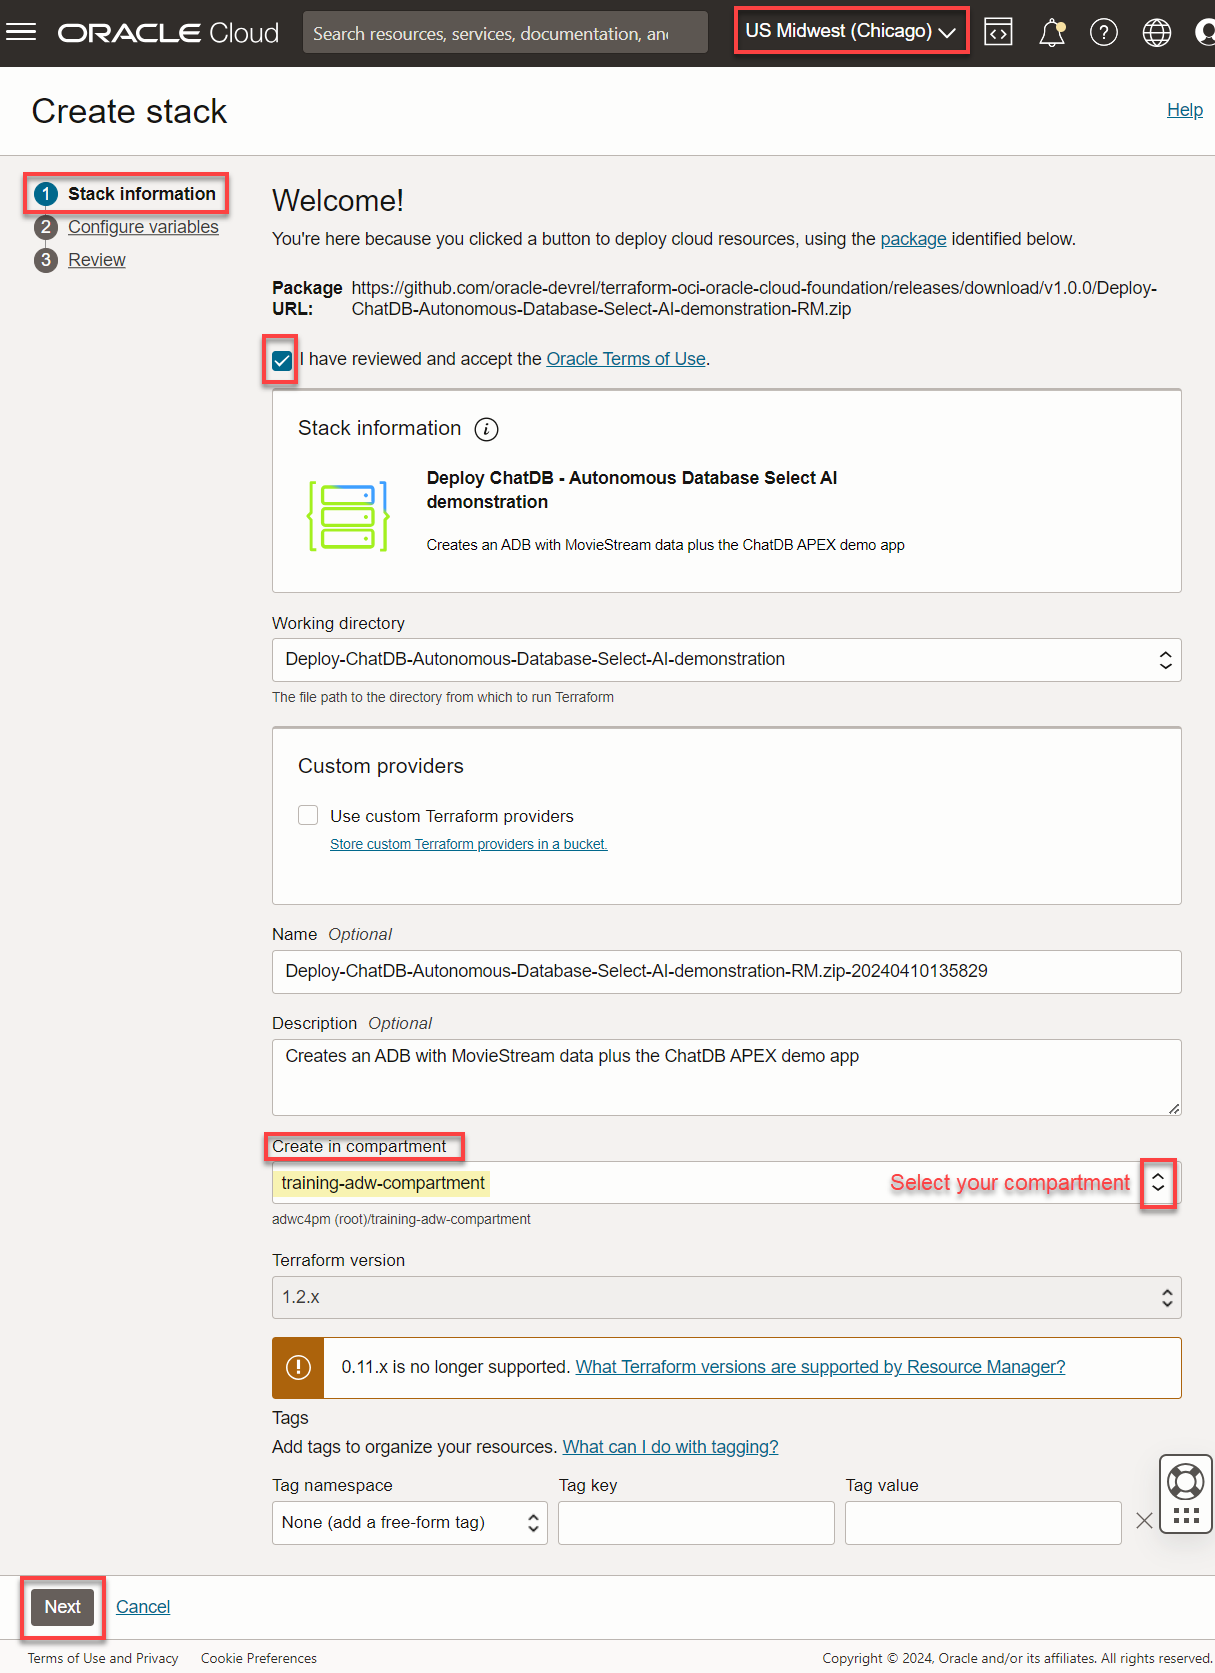 ORACLE Cloud
Search resources, services, documentation, an
US Midwest (Chicago)
Create stack
Help
1 Stack information
2 Configure variables
3 Review
Welcome!
You're here because you clicked a button to deploy cloud resources, using the package identified below.
Package URL:
https://github.com/oracle-devrel/terraform-oci-oracle-cloud-foundation/releases/download/v1.0.0/Deploy-
ChatDB-Autonomous-Database-Select-AI-demonstration-RM.zip
I have reviewed and accept the Oracle Terms of Use.
Stack information
Deploy ChatDB - Autonomous Database Select AI
demonstration
Creates an ADB with MovieStream data plus the ChatDB APEX demo app
Working directory
Deploy-ChatDB-Autonomous-Database-Select-AI-demonstration
The file path to the directory from which to run Terraform
Custom providers
Use custom Terraform providers
Store custom Terraform providers in a bucket.
Name Optional
Deploy-ChatDB-Autonomous-Database-Select-AI-demonstration-RM.zip-20240410135829
Description Optional
Creates an ADB with MovieStream data plus the ChatDB APEX demo app
Create in compartment
training-adw-compartment
Select your compartment
adwc4pm (root)/training-adw-compartment
Terraform version
1.2.x
0.11.x is no longer supported. What Terraform versions are supported by Resource Manager?
Tags
Add tags to organize your resources. What can I do with tagging?
Tag namespace
Tag key
Tag value
None (add a free-form tag)
Next
Cancel
Terms of Use and Privacy
Cookie Preferences
Copyright © 2024, Oracle and/or its affiliates. All rights reserved.